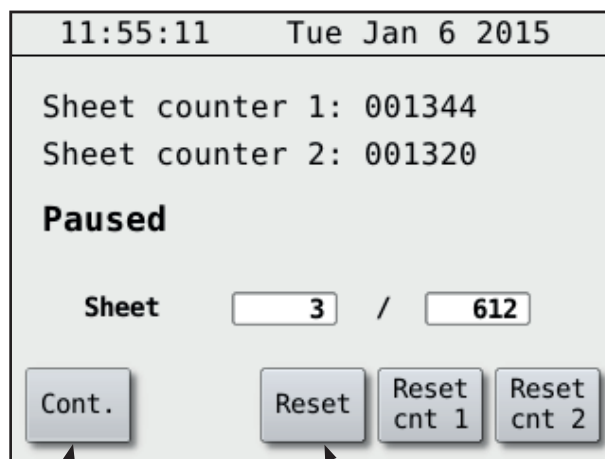 11:55:11 Tue Jan 6 2015
Sheet counter 1: 001344
Sheet counter 2: 001320
Paused
Sheet 3 / 612
Cont. Reset Reset cnt 1 Reset cnt 2